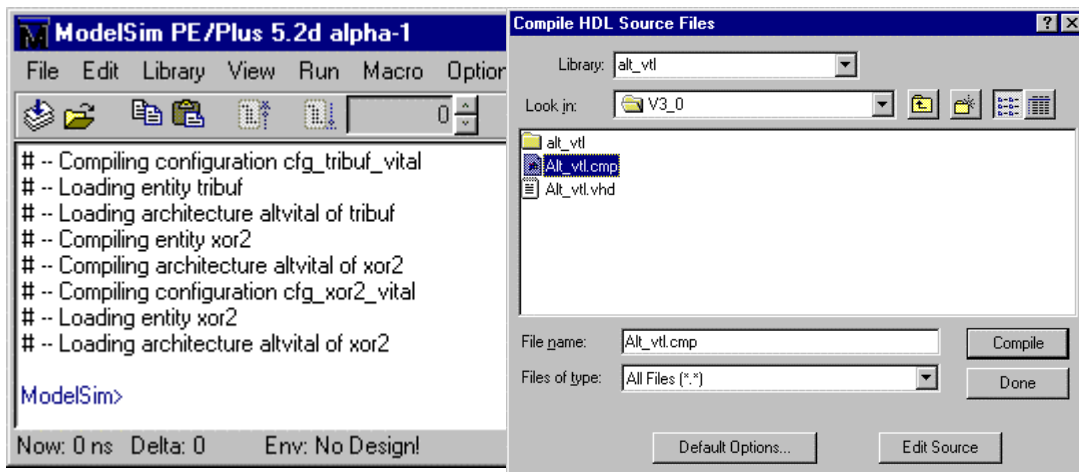 ModelSim PE/Plus 5.2d alpha-1
File Edit Library View Run Macro Option
0
# -- Compiling configuration cfg_tribuf_vital
# -- Loading entity tribuf
# -- Loading architecture altvital of tribuf
# -- Compiling entity xor2
# -- Compiling architecture altvital of xor2
# -- Compiling configuration cfg_xor2_vital
# -- Loading entity xor2
# -- Loading architecture altvital of xor2
ModelSim>
Now: 0 ns Delta: 0 Env: No Design!
Compile HDL Source Files
Library: alt_vtl
Look in: V3_0
alt_vtl
Alt_vtl.cmp
Alt_vtl.vhd
File name: Alt_vtl.cmp Compile
Files of type: All Files (*.*) Done
Default Options... Edit Source